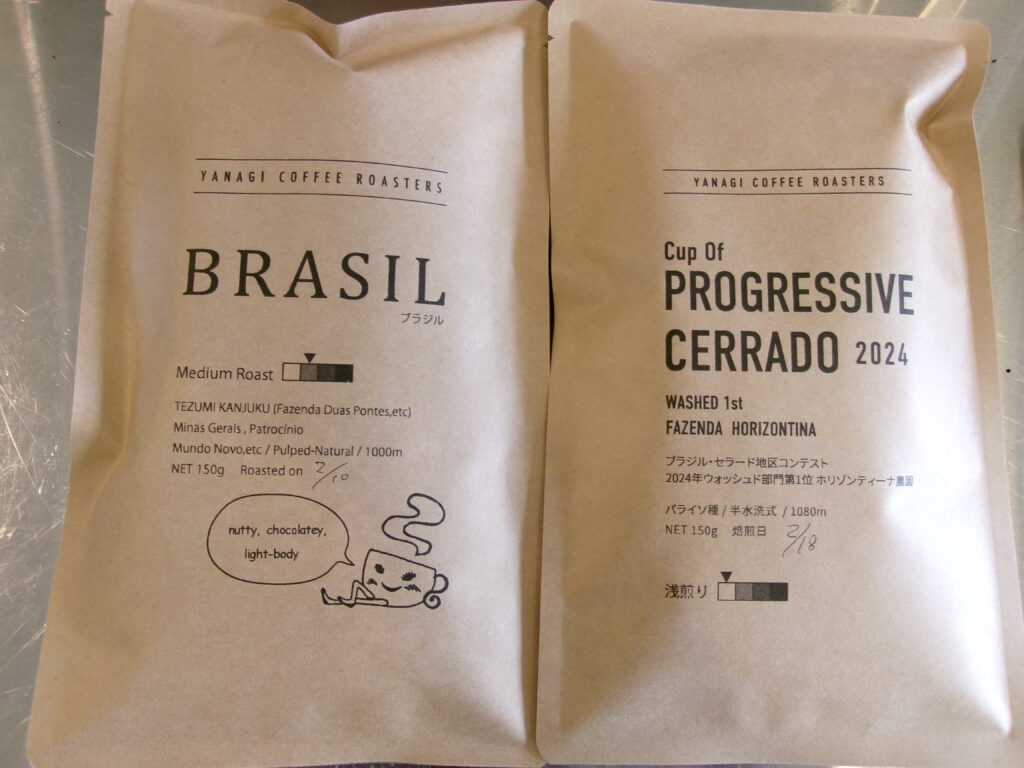 YANAGI COFFEE ROASTERS
BRASIL
ブラジル
Medium Roast
TEZUMI KANJUKU (Fazenda Duas Pontes,etc)
Minas Gerais , Patrocínio
Mundo Novo,etc / Pulped-Natural / 1000m
NET 150g Roasted on 2/10
nutty, chocolatey,
light-body
YANAGI COFFEE ROASTERS
Cup Of
PROGRESSIVE
CERRADO 2024
WASHED 1st
FAZENDA HORIZONTINA
ブラジル・セラード地区コンテスト
2024年ウォッシュド部門第1位 ホリゾンティーナ農園
パライソ種 / 半水洗式 / 1080m
NET 150g 焙煎日 2/18
浅煎り